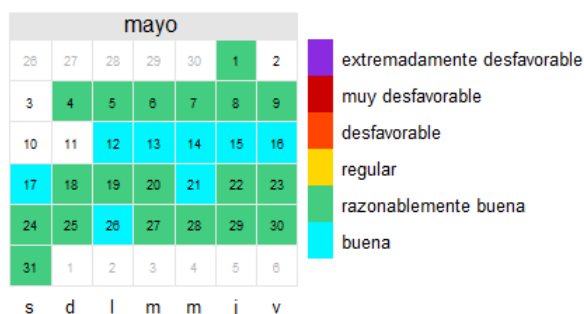 mayo
26 27 28 29 30 1 2
3 4 5 6 7 8 9
10 11 12 13 14 15 16
17 18 19 20 21 22 23
24 25 26 27 28 29 30
31 1 2 3 4 5 6
s d l m m j v
extremadamente desfavorable
muy desfavorable
desfavorable
regular
razonablemente buena
buena